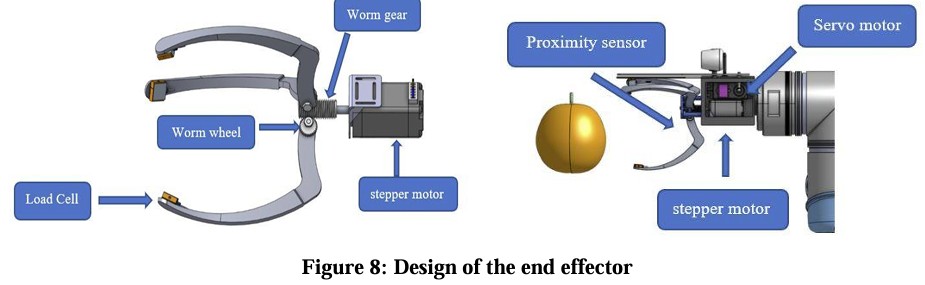 Worm gear
Worm wheel
Load Cell
stepper motor
Proximity sensor
Servo motor
stepper motor
Figure 8: Design of the end effector